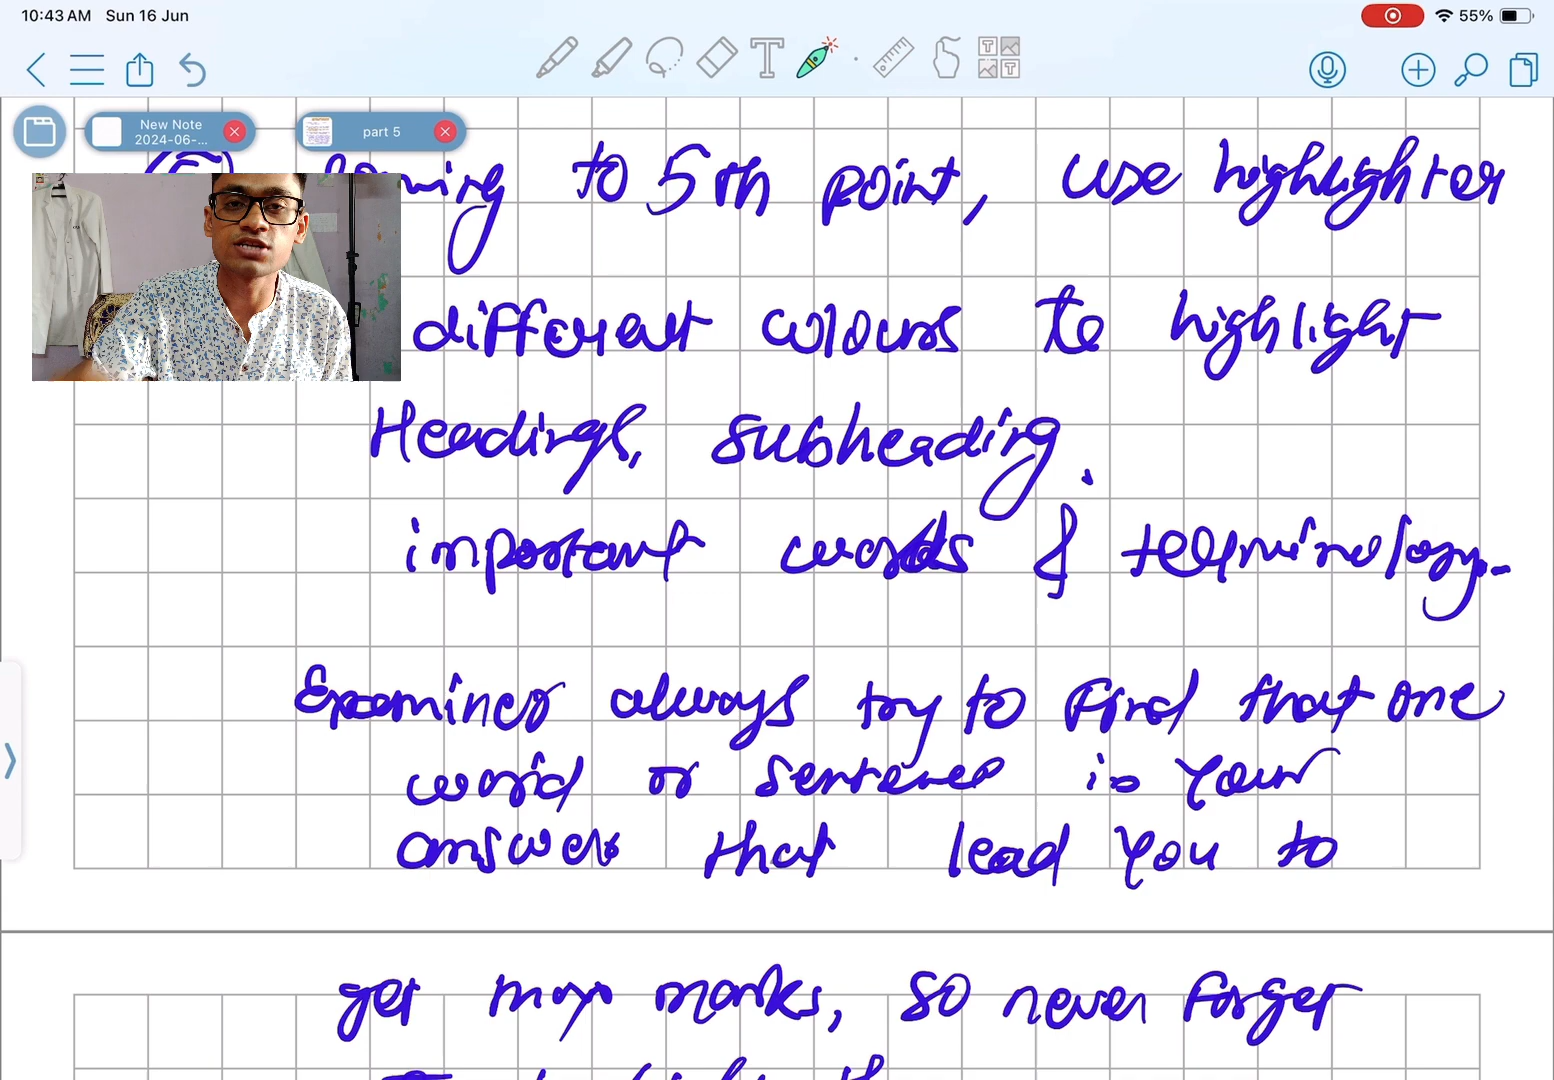 10:43 AM Sun 16 Jun
55%
New Note
2024-06-...
part 5
to 5th point, use highlighter
different colours to highlight
Headings, subheading.
important words & terminology.
Examiner always try to find that one
word or sentence in your
answer that lead you to
get max marks, so never forget